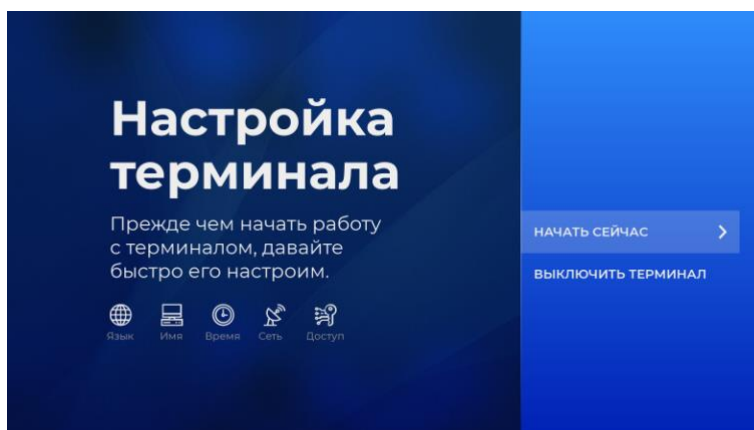 Настройка
терминала
Прежде чем начать работу
с терминалом, давайте
быстро его настроим.
Язык Имя Время Сеть Доступ
НАЧАТЬ СЕЙЧАС
ВЫКЛЮЧИТЬ ТЕРМИНАЛ